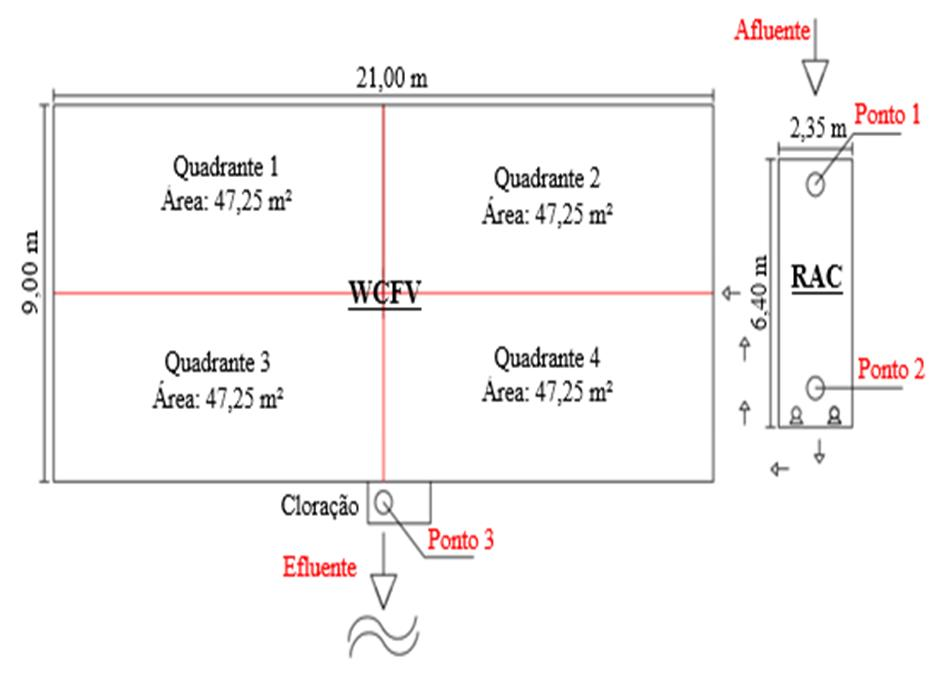 Afluente
21,00 m
Ponto 1
2,35 m
Quadrante 1
Área: 47,25 m²
Quadrante 2
Área: 47,25 m²
9,00 m
WCFV
6,40 m
RAC
Quadrante 3
Área: 47,25 m²
Quadrante 4
Área: 47,25 m²
Ponto 2
Cloração
Ponto 3
Efluente